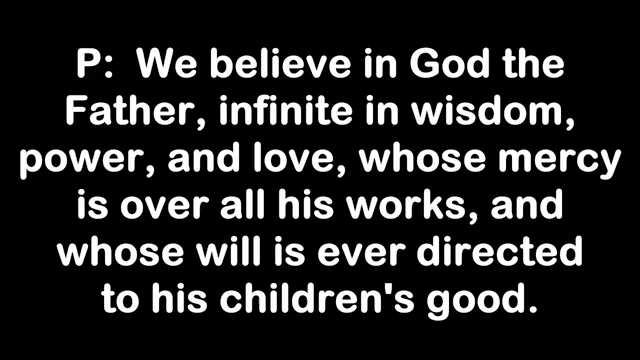 P:  We believe in God the
Father, infinite in wisdom,
power, and love, whose mercy
is over all his works, and
whose will is ever directed
to his children's good.